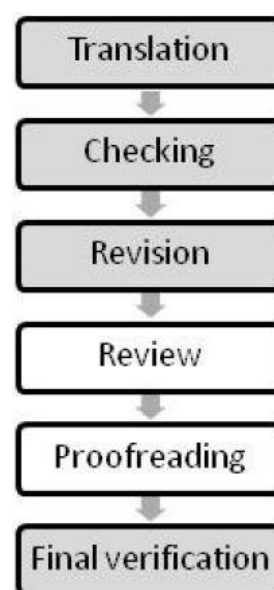 Translation
Checking
Revision
Review
Proofreading
Final verification